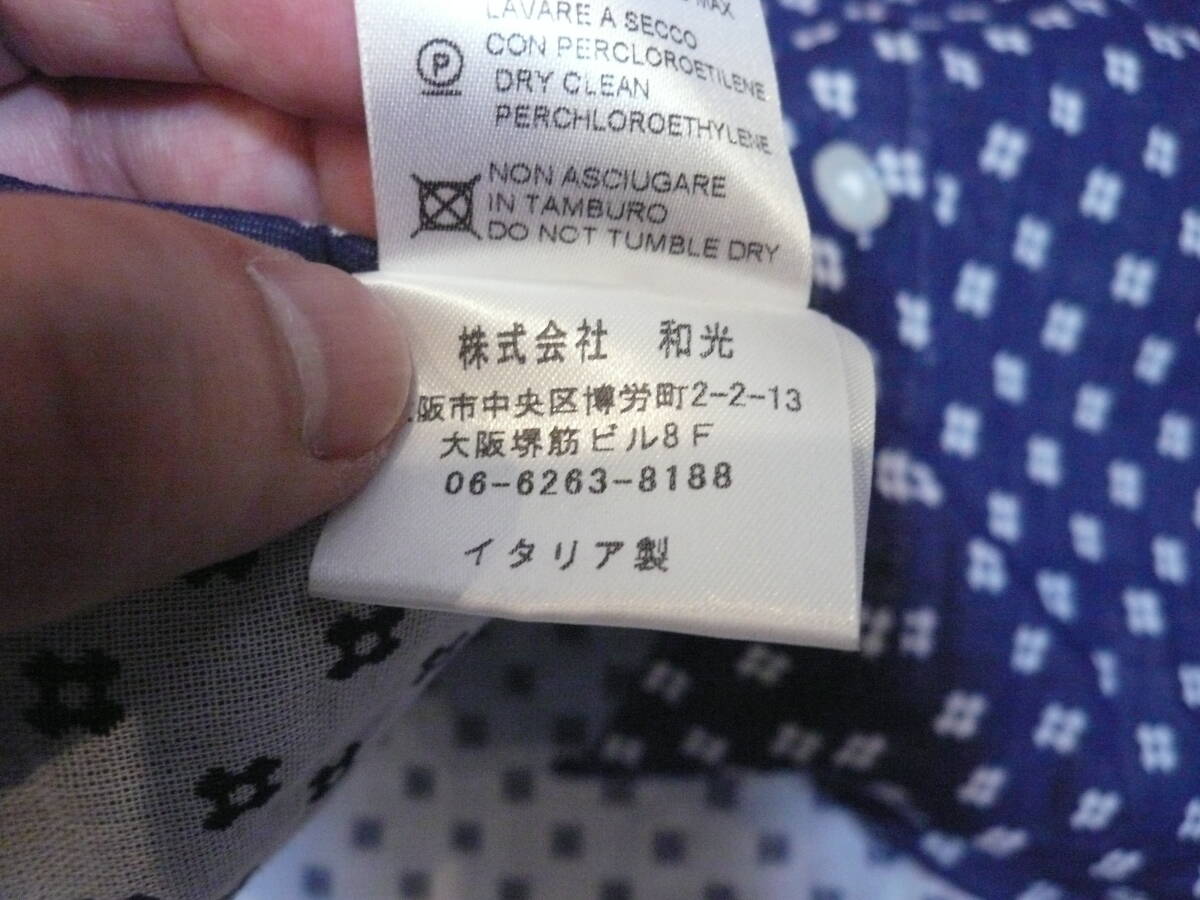 MAX
LAVARE A SECCO
CON PERCLOROETILENE
DRY CLEAN
PERCHLOROETHYLENE
P
NON ASCIUGARE
IN TAMBURO
DO NOT TUMBLE DRY
株式会社 和光
阪市中央区博労町2-2-13
大阪堺筋ビル8F
06-6263-8188
イタリア製